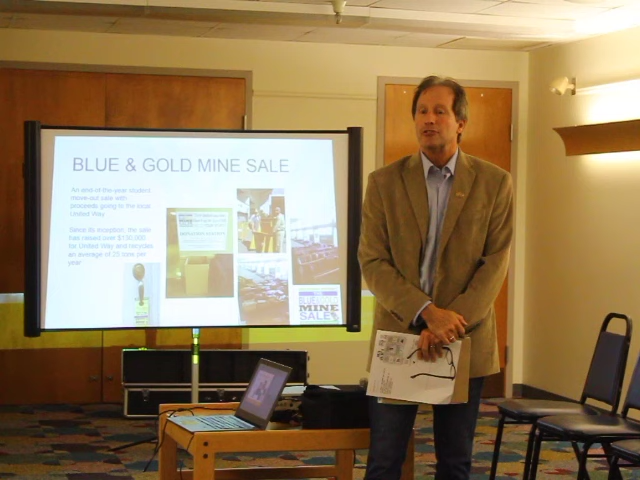 BLUE & GOLD MINE SALE
An end-of-the-year student
move-out sale with
proceeds going to the local
United Way
Since its inception, the sale
has raised over $130,000
for United Way and recycles
an average of 25 tons per
year
THE
BLUE&GOLD
MINE
SALE